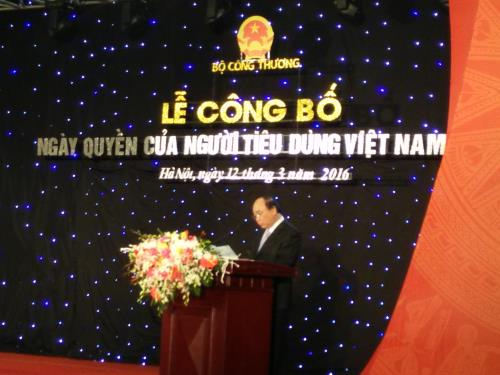 BỘ CÔNG THƯƠNG
LỄ CÔNG BỐ
NGÀY QUYỀN CỦA NGƯỜI TIÊU DÙNG VIỆT NAM
Hà Nội, ngày 12 tháng 3 năm 2016